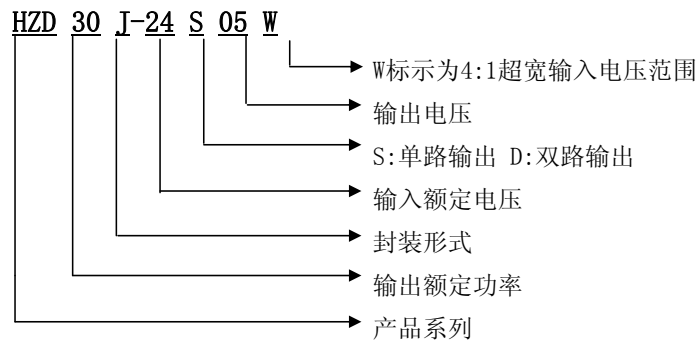 HZD 30 J-24 S 05 W
W标示为4:1超宽输入电压范围
输出电压
S:单路输出 D:双路输出
输入额定电压
封装形式
输出额定功率
产品系列